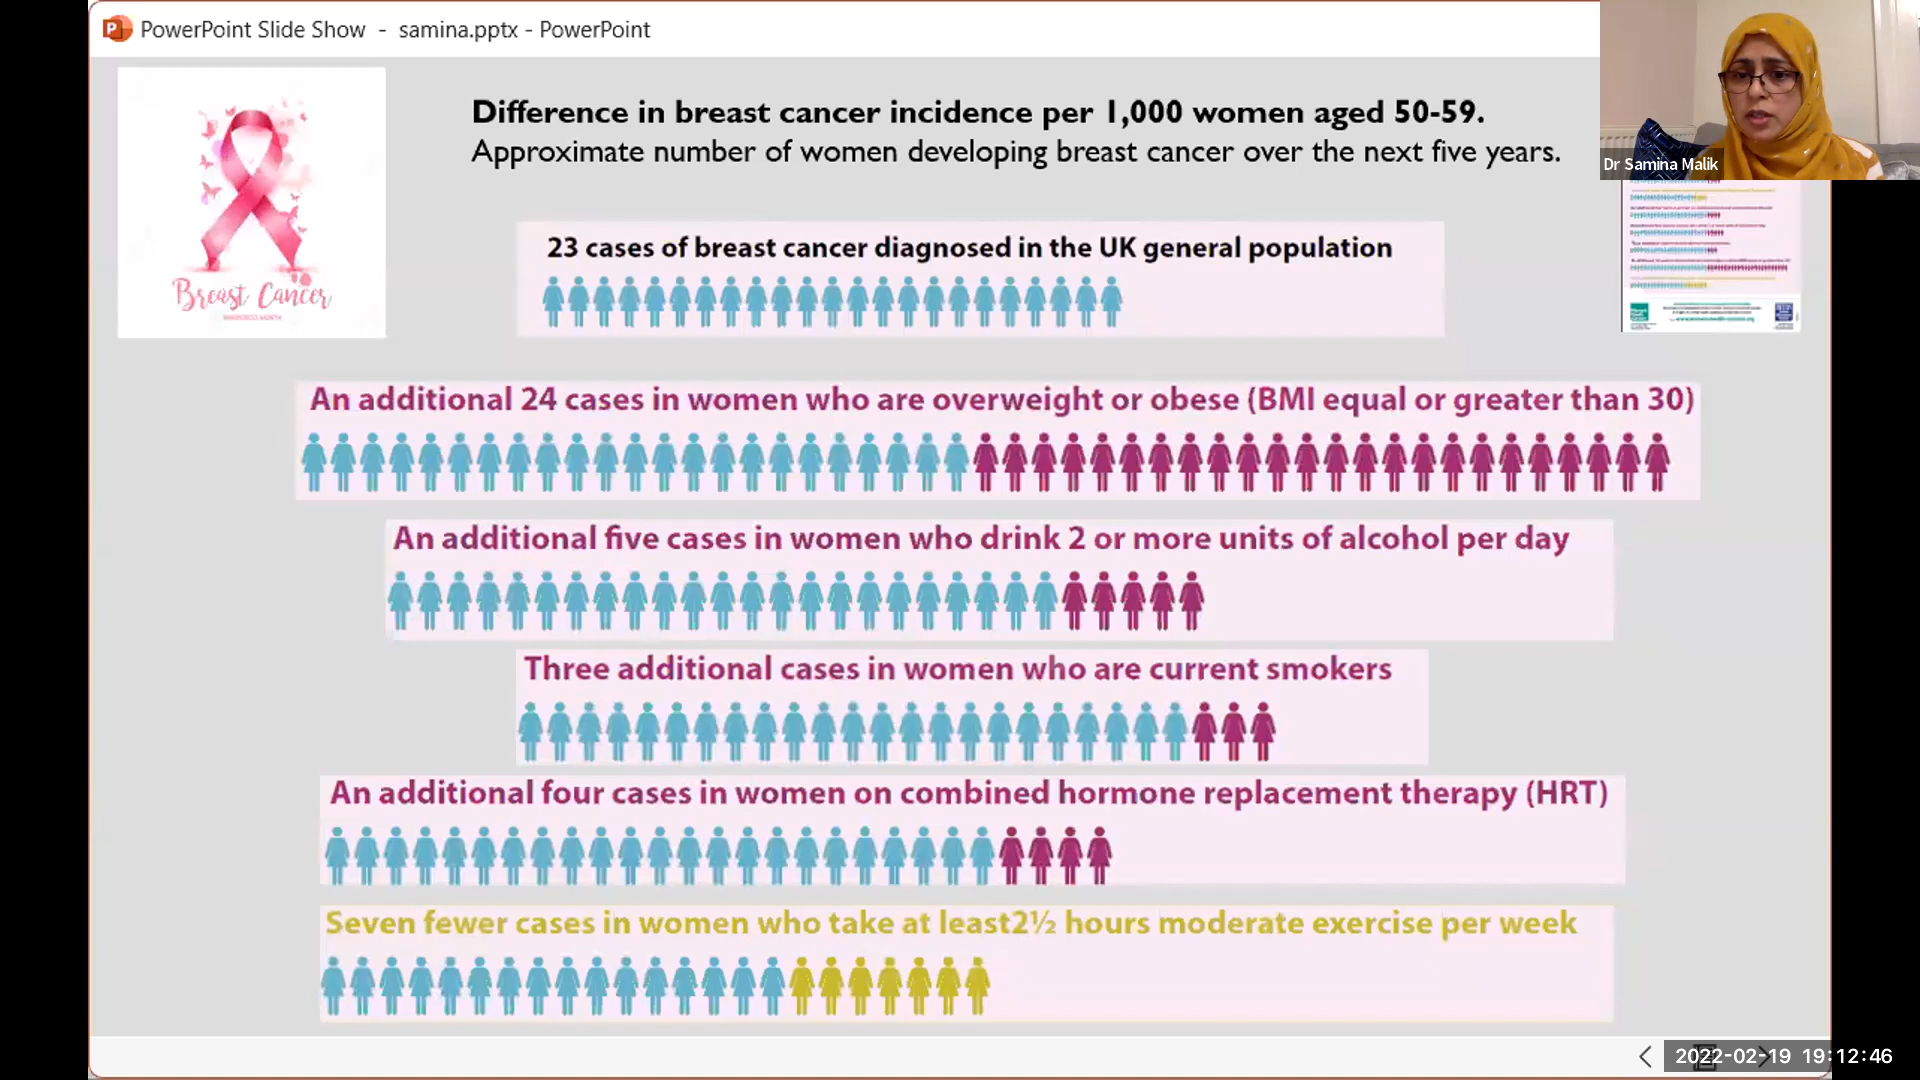 PowerPoint Slide Show - samina.pptx - PowerPoint
Difference in breast cancer incidence per 1,000 women aged 50-59.
Approximate number of women developing breast cancer over the next five years.
Dr Samina Malik
Breast Cancer
AWARENESS MONTH
23 cases of breast cancer diagnosed in the UK general population
An additional 24 cases in women who are overweight or obese (BMI equal or greater than 30)
An additional five cases in women who drink 2 or more units of alcohol per day
Three additional cases in women who are current smokers
An additional four cases in women on combined hormone replacement therapy (HRT)
Seven fewer cases in women who take at least2½ hours moderate exercise per week
2022-02-19 19:12:46